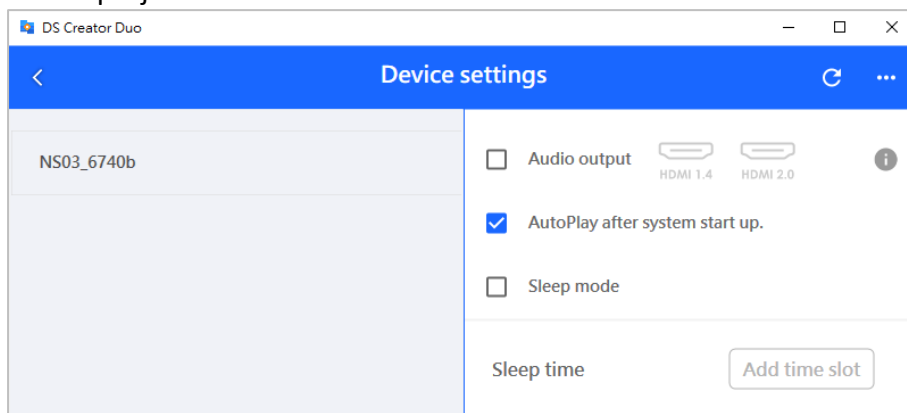 DS Creator Duo
Device settings
NS03_6740b
Audio output
HDMI 1.4
HDMI 2.0
AutoPlay after system start up.
Sleep mode
Sleep time
Add time slot